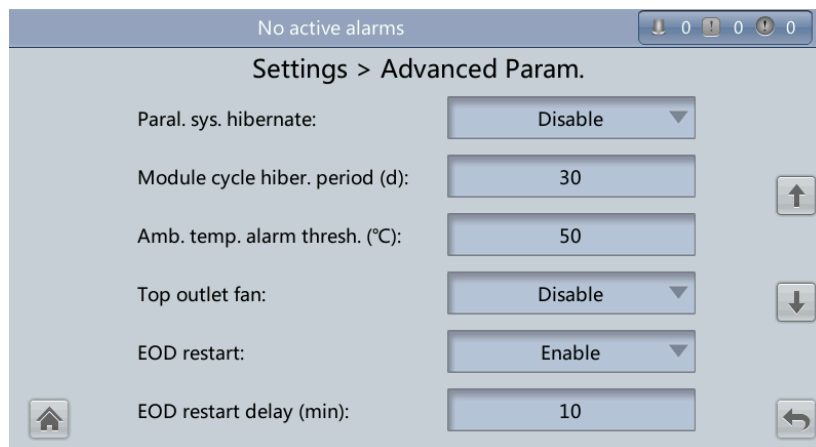 No active alarms 0 0 0
Settings > Advanced Param.
Paral. sys. hibernate: Disable
Module cycle hiber. period (d): 30
Amb. temp. alarm thresh. (℃): 50
Top outlet fan: Disable
EOD restart: Enable
EOD restart delay (min): 10